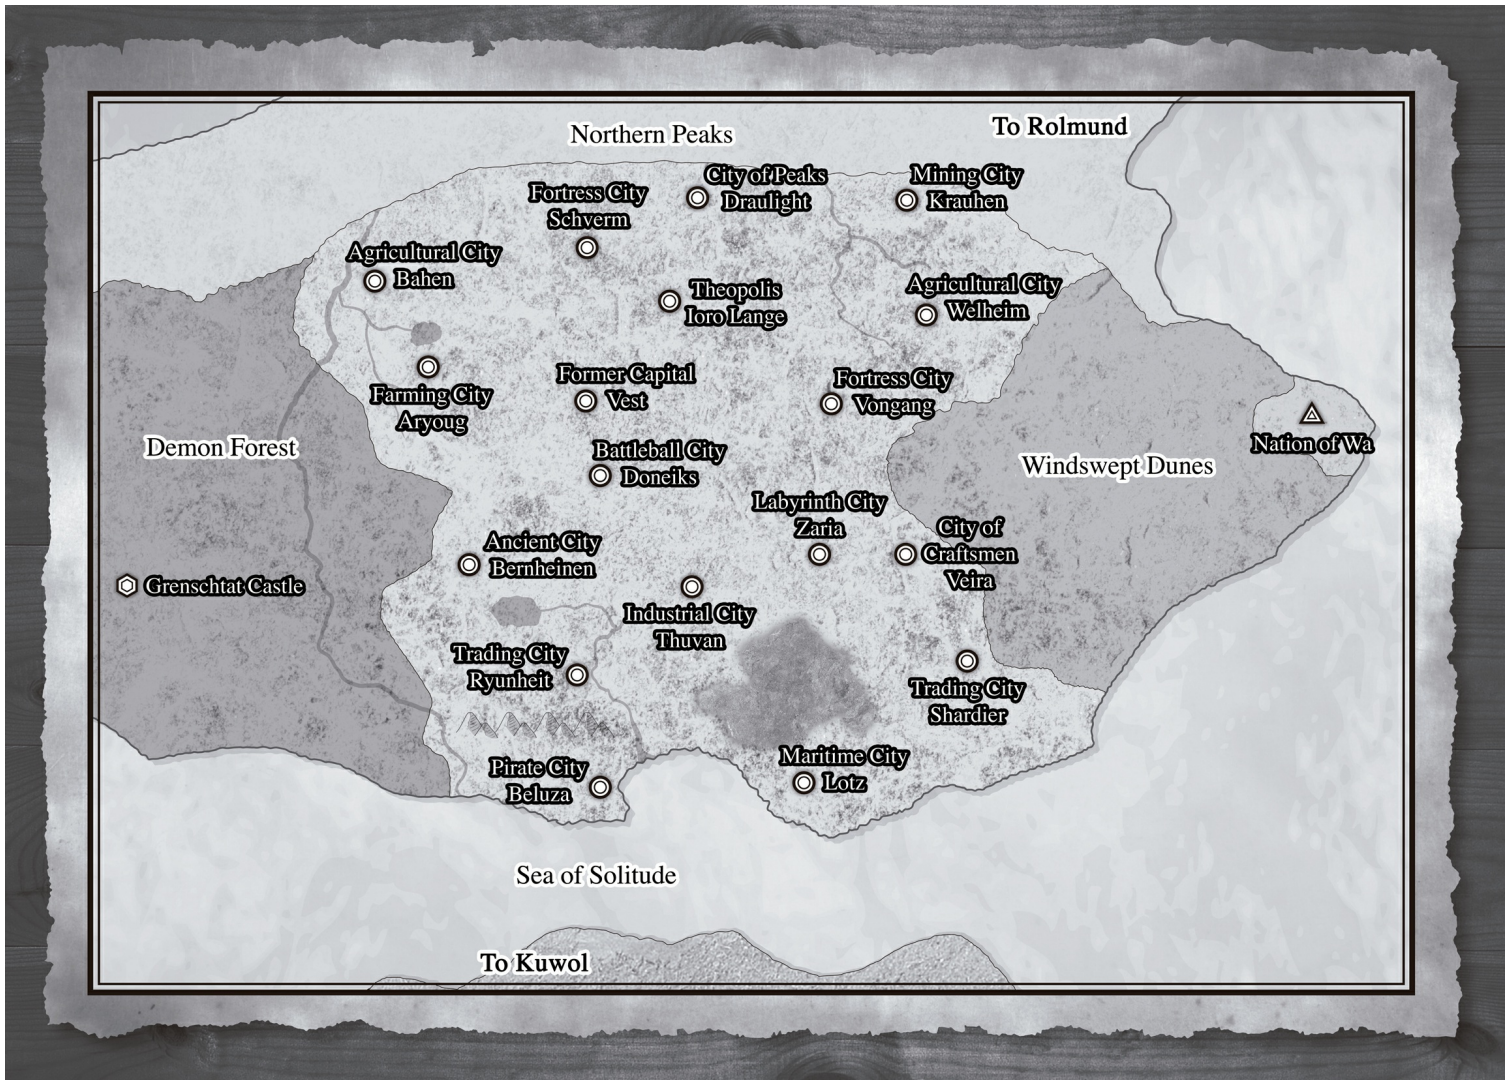 To Rolmund
Northern Peaks
City of Peaks
Draulight
Mining City
Krauhen
Fortress City
Schverm
Agricultural City
Bahen
Theopolis
Ioro Lange
Agricultural City
Welheim
Farming City
Aryoug
Former Capital
Vest
Fortress City
Vongang
Demon Forest
Battleball City
Doneiks
Windswept Dunes
Nation of Wa
Labyrinth City
Zaria
City of
Craftsmen
Veira
Ancient City
Bernheinen
Grenschtat Castle
Industrial City
Thuvan
Trading City
Ryunheit
Trading City
Shardier
Pirate City
Beluza
Maritime City
Lotz
Sea of Solitude
To Kuwol